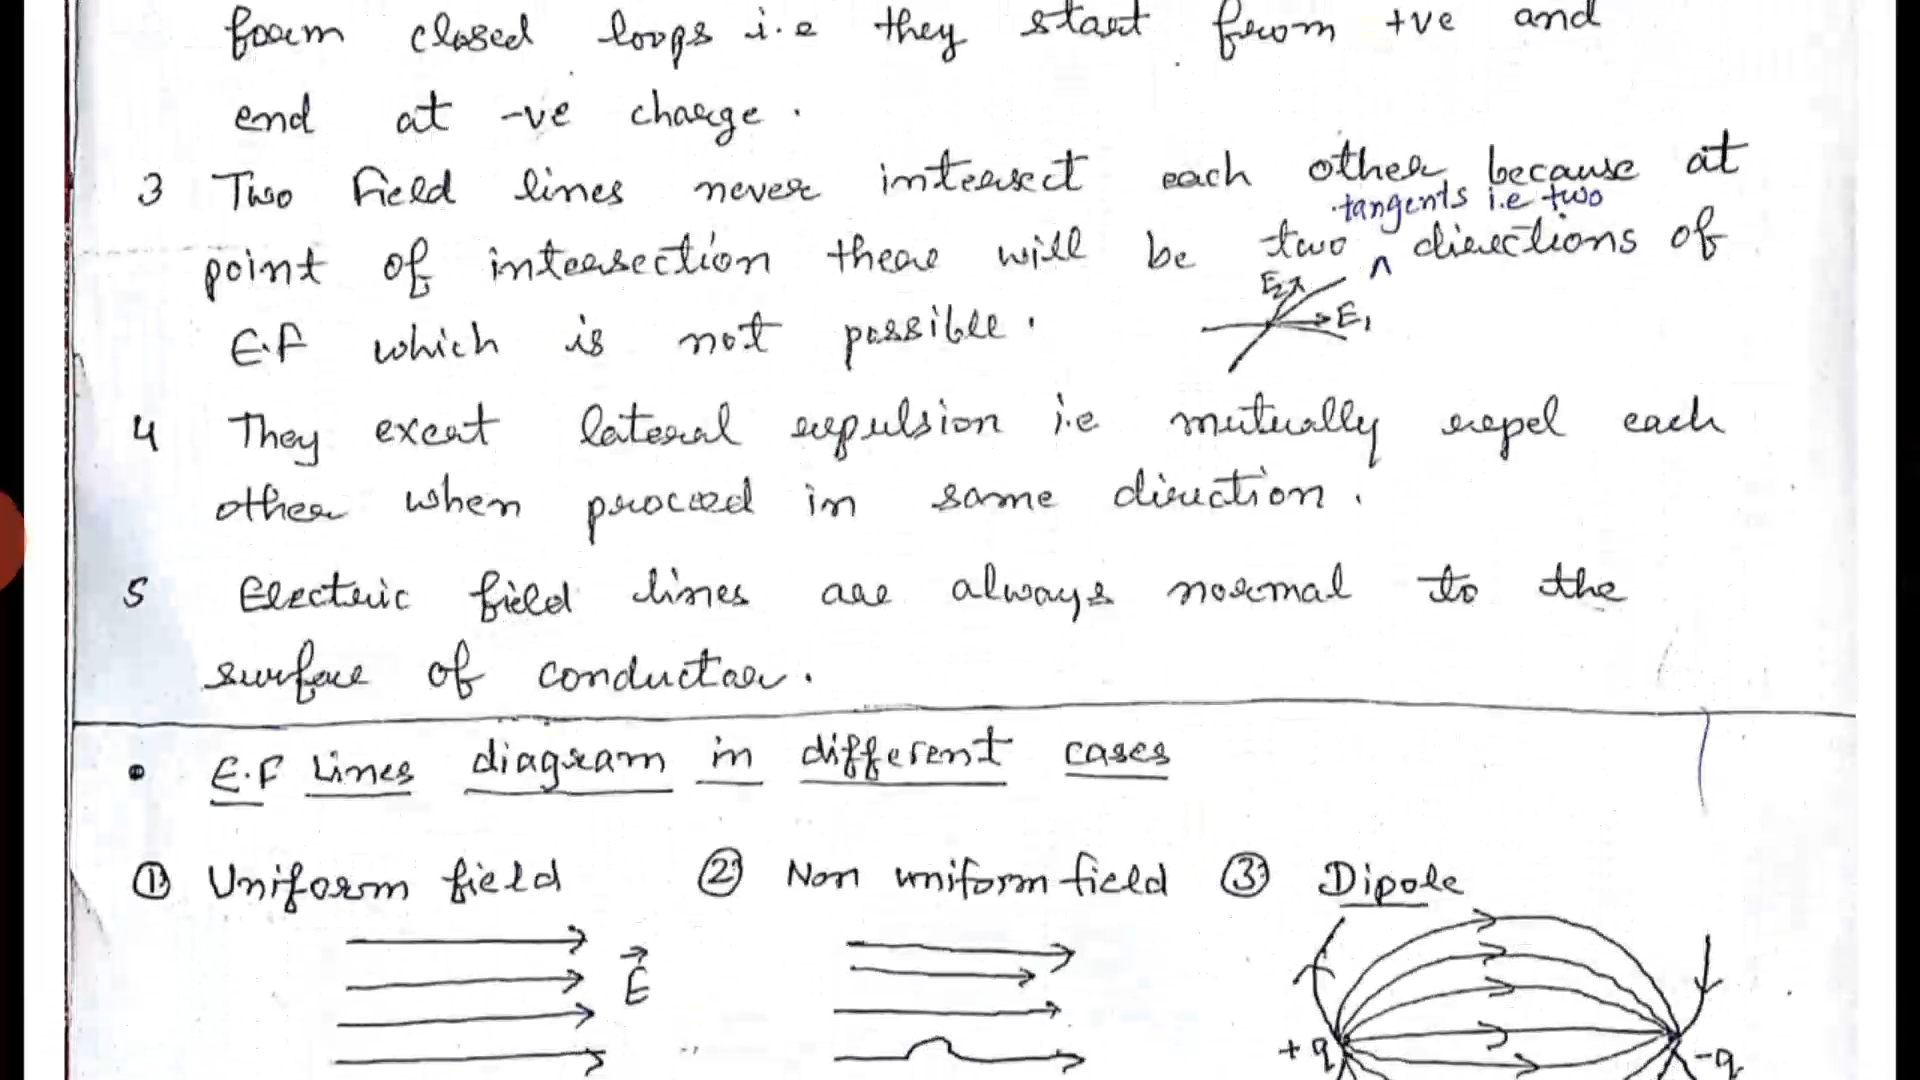 form closed loops i.e they start from +ve and
end at -ve charge.
3 Two field lines never intersect each other because at
tangents i.e two
point of intersection there will be two ^ directions of
E.F which is not possible.
E2
E1
4 They exert lateral repulsion i.e mutually repel each
other when proceed in same direction.
5 Electric field lines are always normal to the
surface of conductor.
• E.F Lines diagram in different cases
① Uniform field ② Non uniform field ③ Dipole
E
+q -q